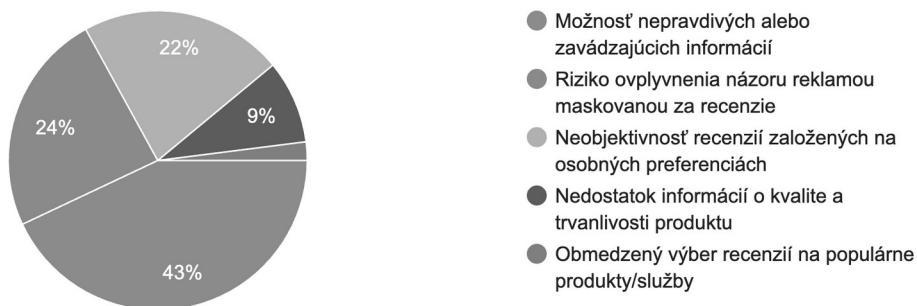 22%
9%
24%
43%
Možnosť nepravdivých alebo
zavádzajúcich informácií
Riziko ovplyvnenia názoru reklamou
maskovanou za recenzie
Neobjektivnosť recenzií založených na
osobných preferenciách
Nedostatok informácií o kvalite a
trvanlivosti produktu
Obmedzený výber recenzií na populárne
produkty/služby